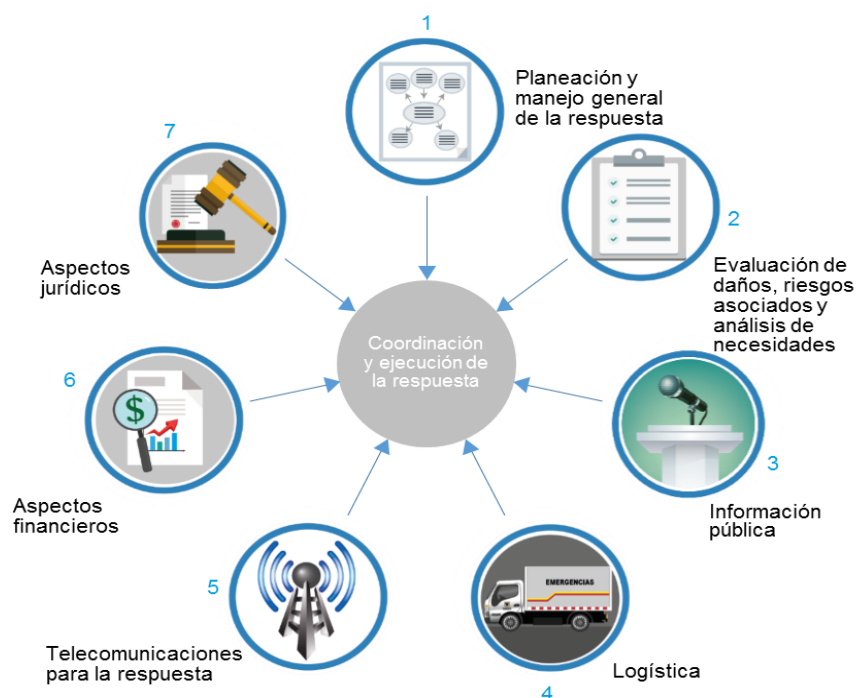 1
Planeación y
manejo general
de la respuesta
2
Evaluación de
daños, riesgos
asociados y
análisis de
necesidades
3
Información
pública
EMERGENCIAS
Logística
4
5
Telecomunicaciones
para la respuesta
6
$
Aspectos
financieros
7
Aspectos
jurídicos
Coordinación
y ejecución de
la respuesta